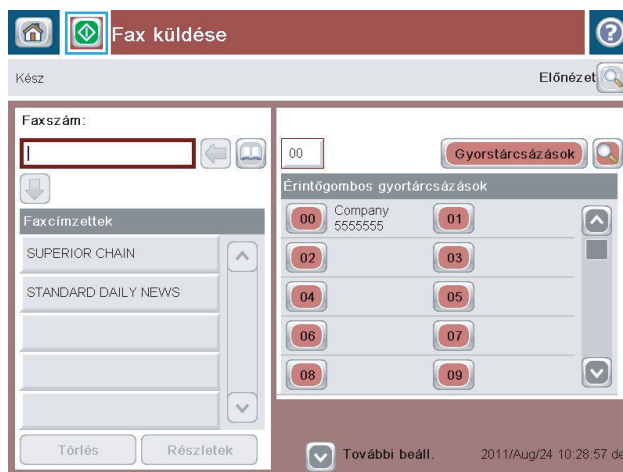 Fax küldése
Kész
Előnézet
Faxszám:
00
Gyorstárcsázások
Érintőgombos gyortárcsázások
00 Company 01
5555555
02 03
04 05
06 07
08 09
Faxcímzettek
SUPERIOR CHAIN
STANDARD DAILY NEWS
Törlés Részletek
További beáll.
2011/Aug/24 10:28:57 de